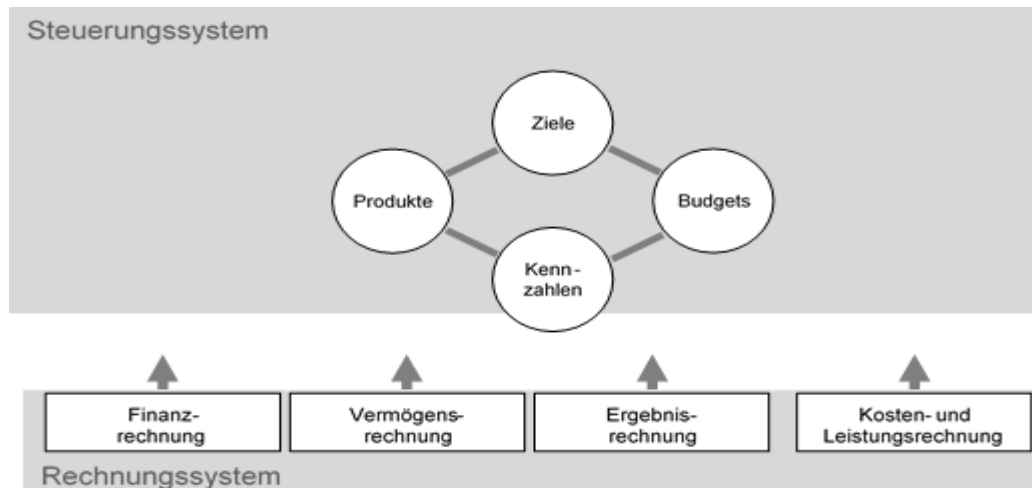 Steuerungssystem
Ziele
Produkte
Budgets
Kenn-
zahlen
Finanz-
rechnung
Vermögens-
rechnung
Ergebnis-
rechnung
Kosten- und
Leistungsrechnung
Rechnungssystem